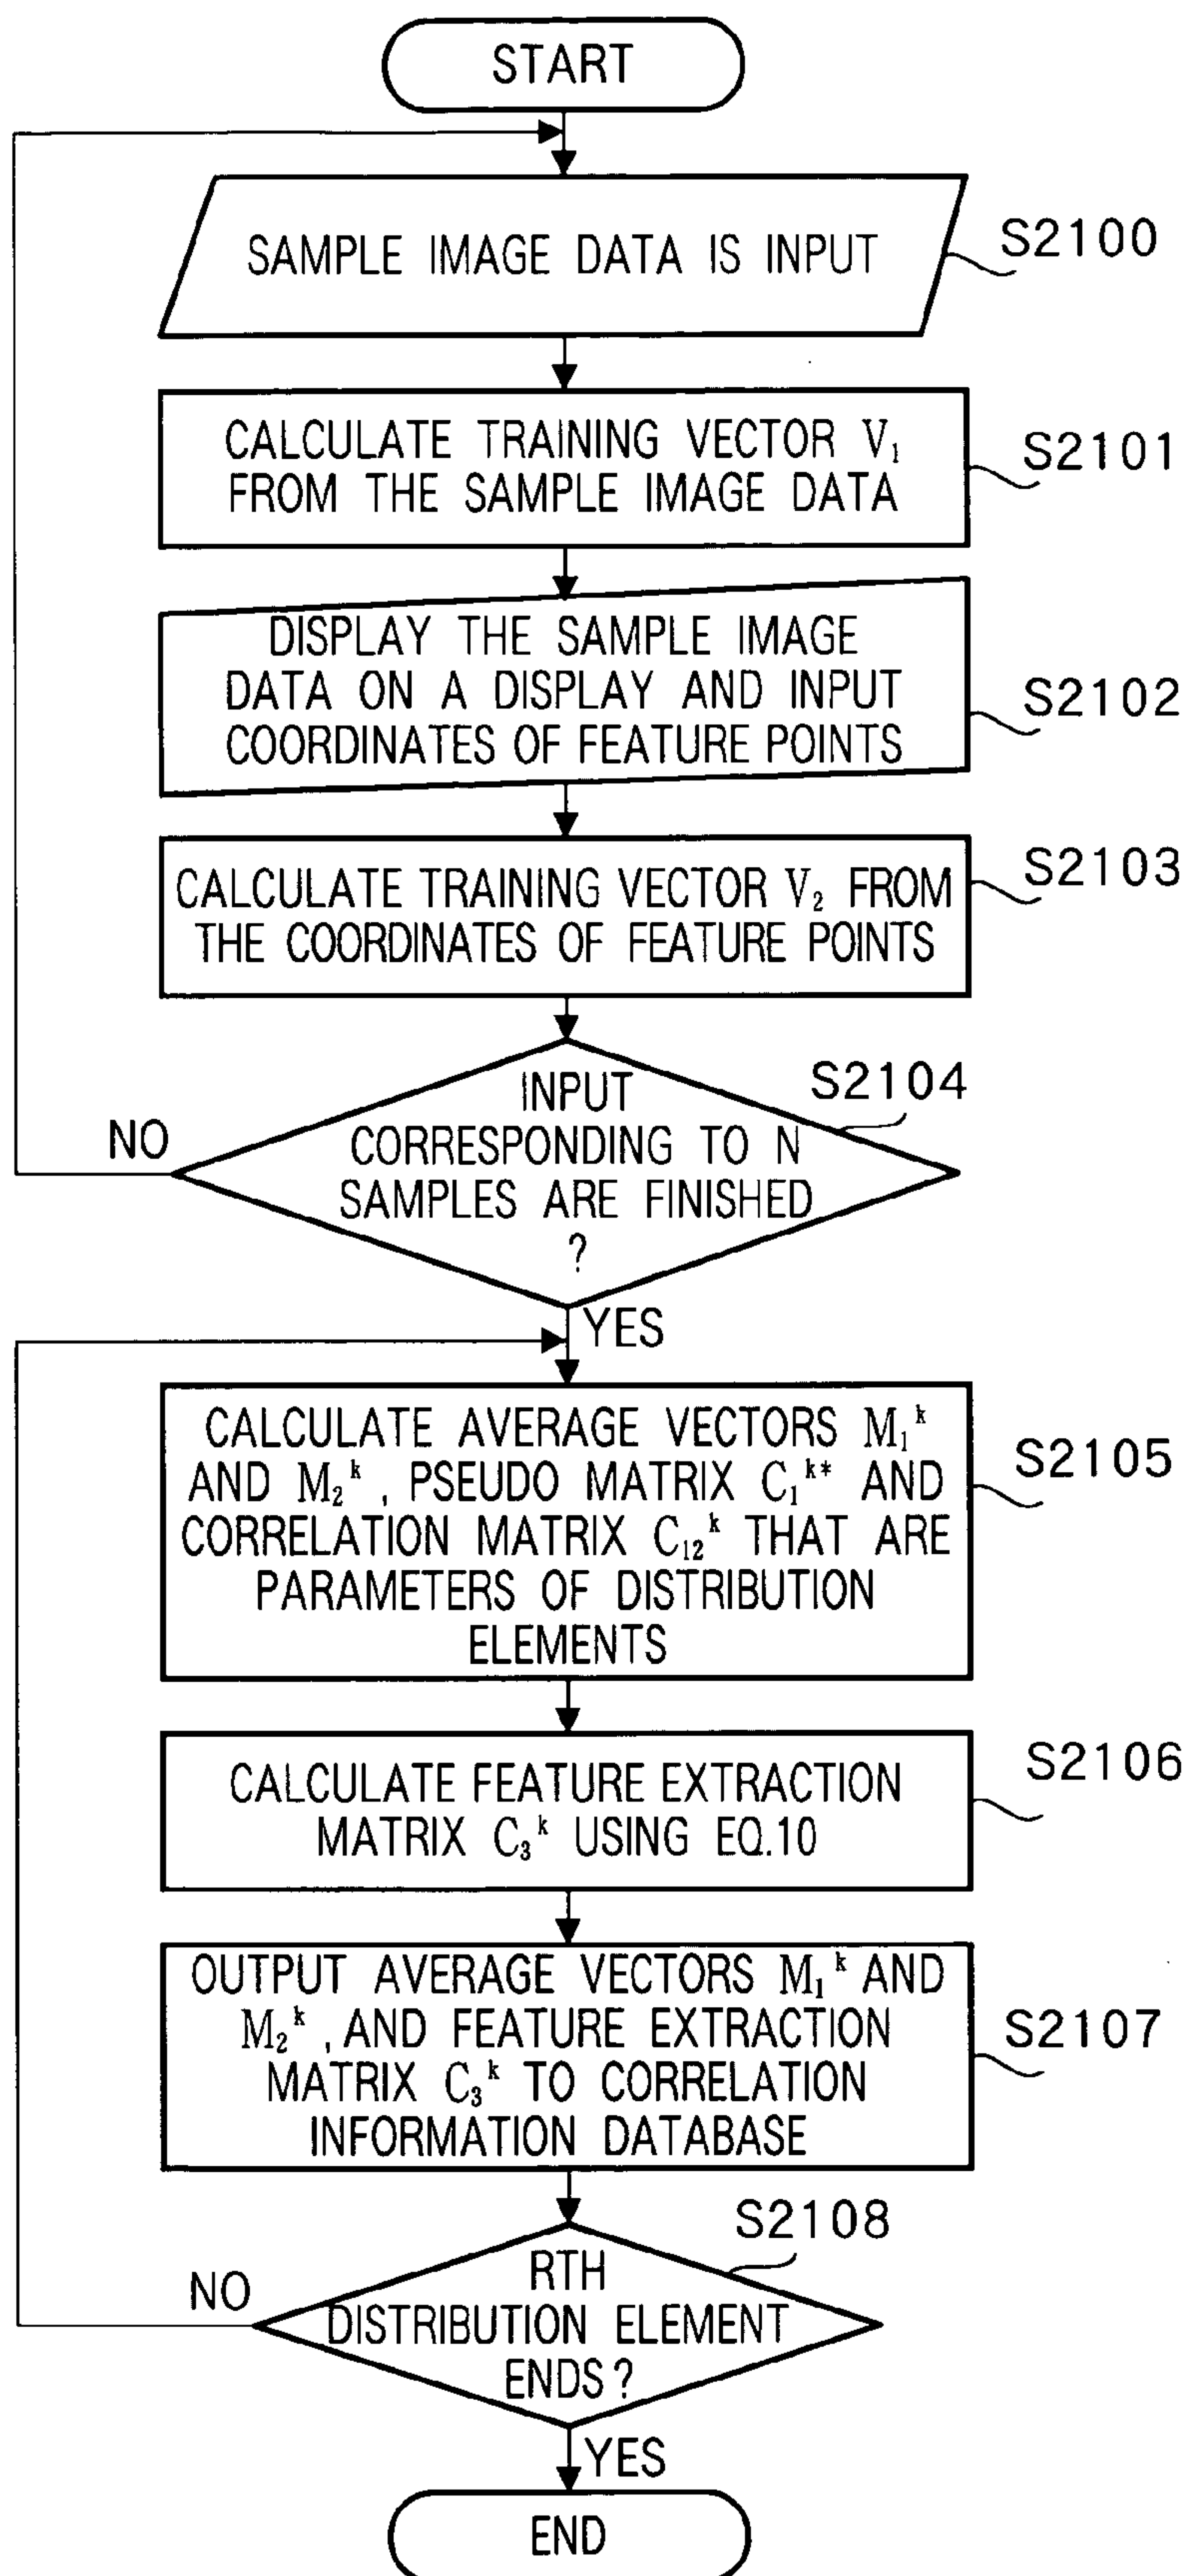 START
SAMPLE IMAGE DATA IS INPUT
S2100
CALCULATE TRAINING VECTOR V₁
FROM THE SAMPLE IMAGE DATA
S2101
DISPLAY THE SAMPLE IMAGE
DATA ON A DISPLAY AND INPUT
COORDINATES OF FEATURE POINTS
S2102
CALCULATE TRAINING VECTOR V₂ FROM
THE COORDINATES OF FEATURE POINTS
S2103
INPUT
CORRESPONDING TO N
SAMPLES ARE FINISHED
?
S2104
NO
YES
CALCULATE AVERAGE VECTORS M₁ᵏ
AND M₂ᵏ, PSEUDO MATRIX C₁ᵏ* AND
CORRELATION MATRIX C₁₂ᵏ THAT ARE
PARAMETERS OF DISTRIBUTION
ELEMENTS
S2105
CALCULATE FEATURE EXTRACTION
MATRIX C₃ᵏ USING EQ.10
S2106
OUTPUT AVERAGE VECTORS M₁ᵏ AND
M₂ᵏ, AND FEATURE EXTRACTION
MATRIX C₃ᵏ TO CORRELATION
INFORMATION DATABASE
S2107
RTH
DISTRIBUTION ELEMENT
ENDS?
S2108
NO
YES
END